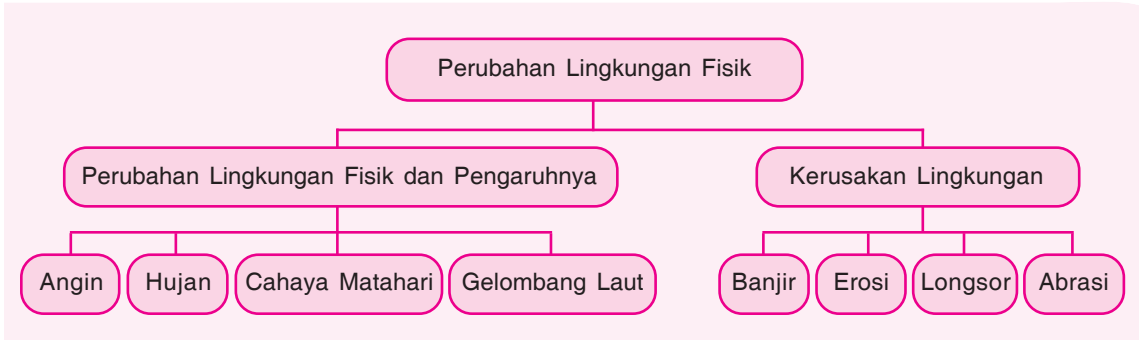 Perubahan Lingkungan Fisik
Perubahan Lingkungan Fisik dan Pengaruhnya
Kerusakan Lingkungan
Angin
Hujan
Cahaya Matahari
Gelombang Laut
Banjir
Erosi
Longsor
Abrasi